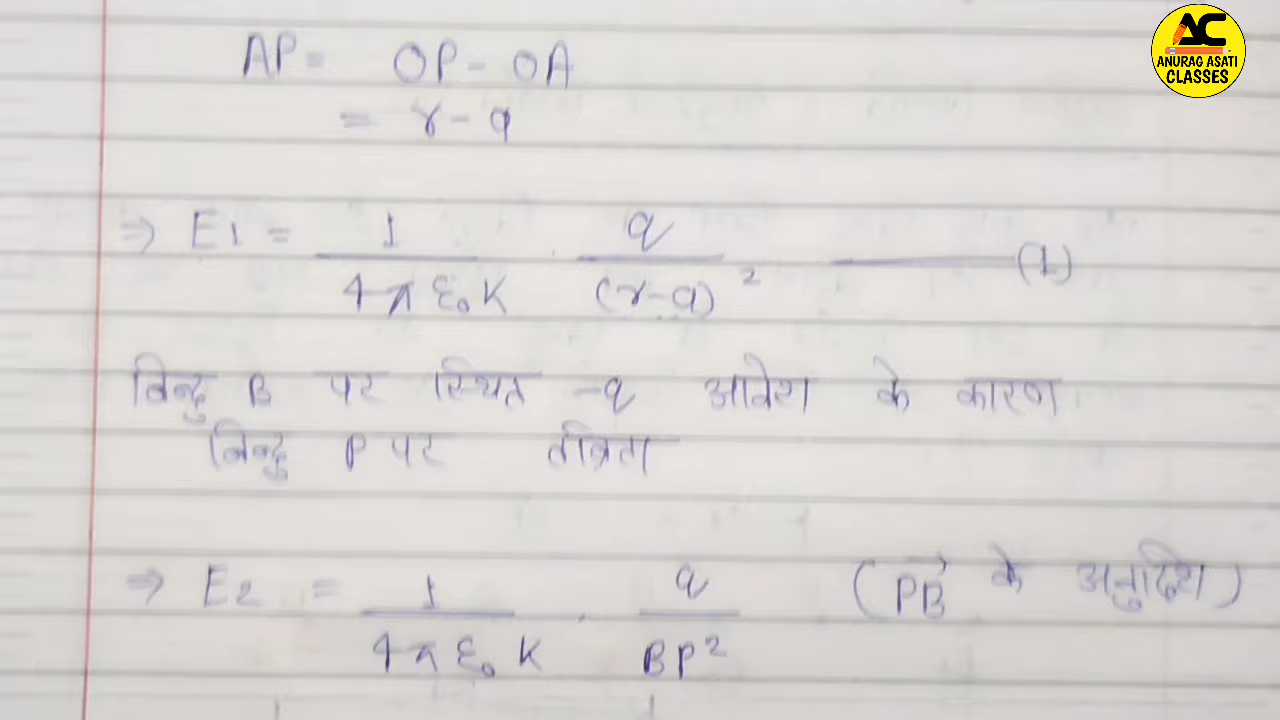 AC
ANURAG ASATI
CLASSES
AP = OP - OA
= r - a
⇒ E1 = 1 / 4πε₀K . q / (r-a)² ——— (1)
बिन्दु B पर स्थित -q आवेश के कारण
बिन्दु P पर तीव्रता
⇒ E2 = 1 / 4πε₀K . q / BP² (PB⃗ के अनुदिश)